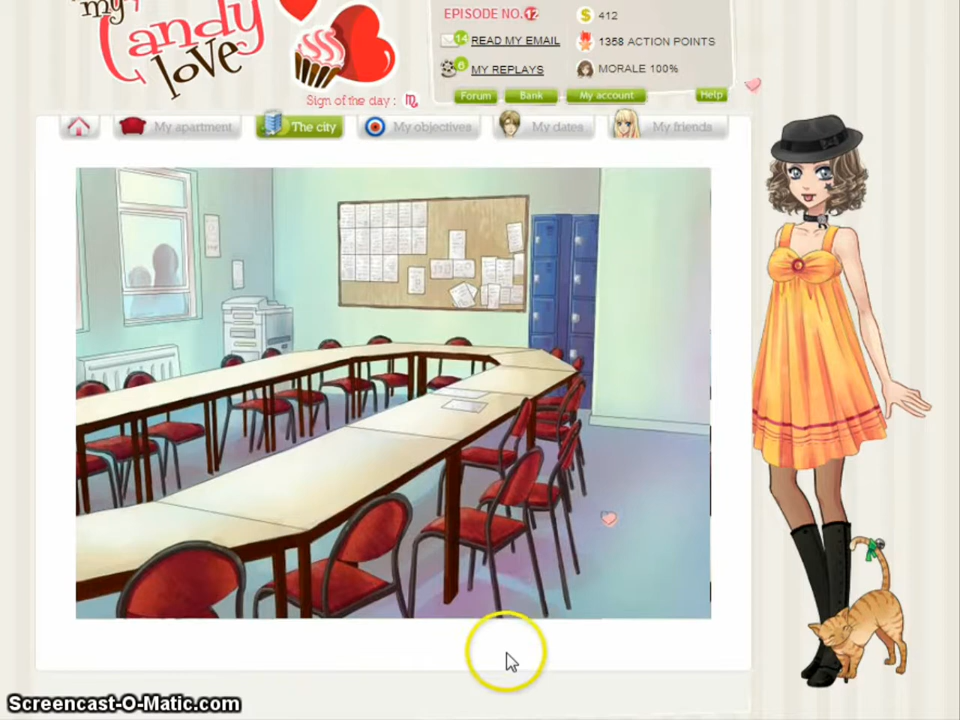 my
Candy
love
EPISODE NO.12
412
14 READ MY EMAIL
1358 ACTION POINTS
6 MY REPLAYS
MORALE 100%
Sign of the day :
Forum
Bank
My account
Help
My apartment
The city
My objectives
My dates
My friends
Screencast-O-Matic.com